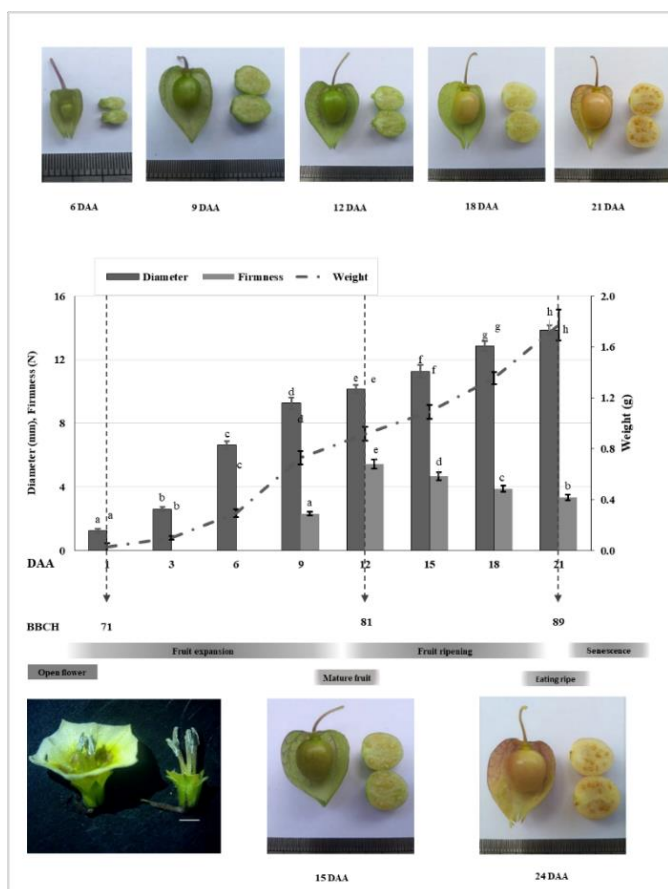 6 DAA
9 DAA
12 DAA
18 DAA
21 DAA
Diameter
Firmness
Weight
Diameter (mm), Firmness (N)
Weight (g)
16
12
8
4
0
2.0
1.6
1.2
0.8
0.4
0.0
a a
b b
c c
d d a
e e e
f f d
g g c
h h b
DAA 1 3 6 9 12 15 18 21
BBCH 71 81 89
Fruit expansion Fruit ripening Senescence
Open flower Mature fruit Eating ripe
15 DAA
24 DAA